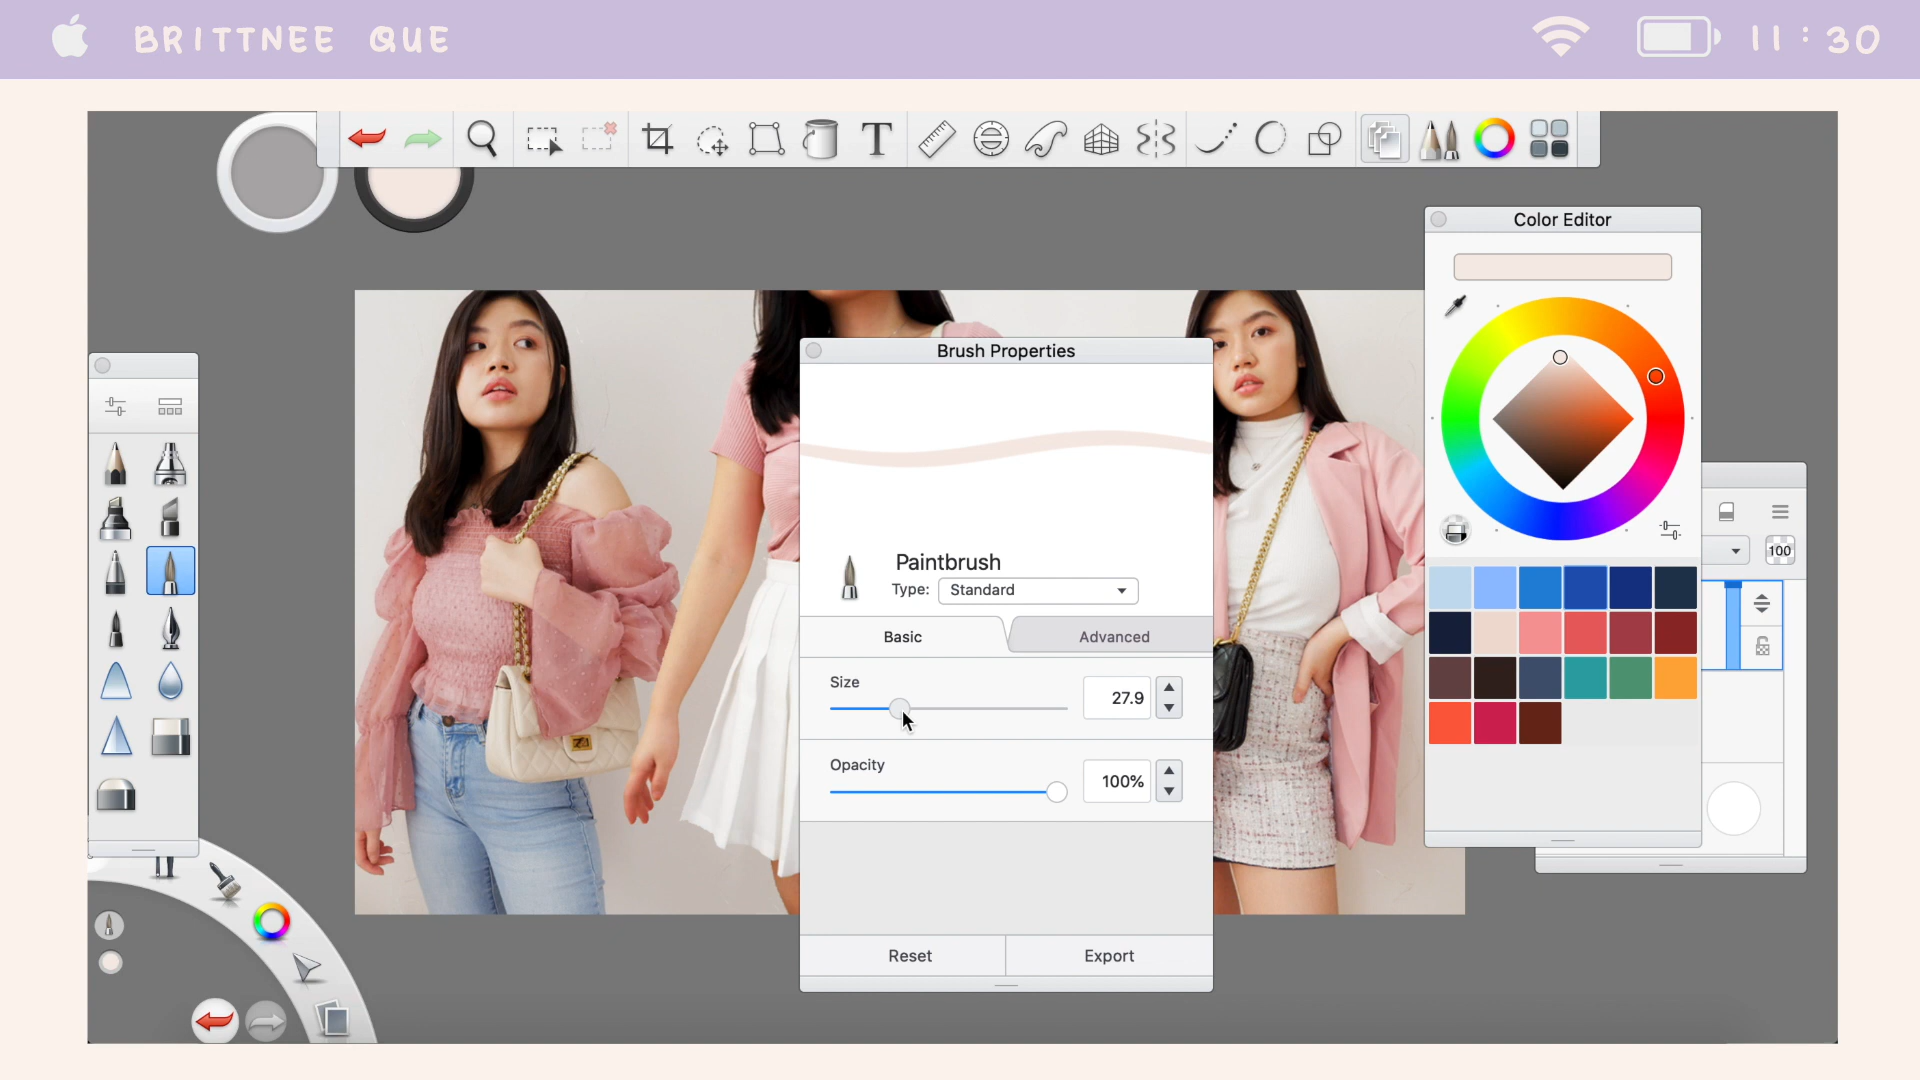 BRITTNEE QUE
11:30
T
Color Editor
Brush Properties
100
Paintbrush
Type: Standard
Basic Advanced
Size
27.9
Opacity
100%
Reset Export